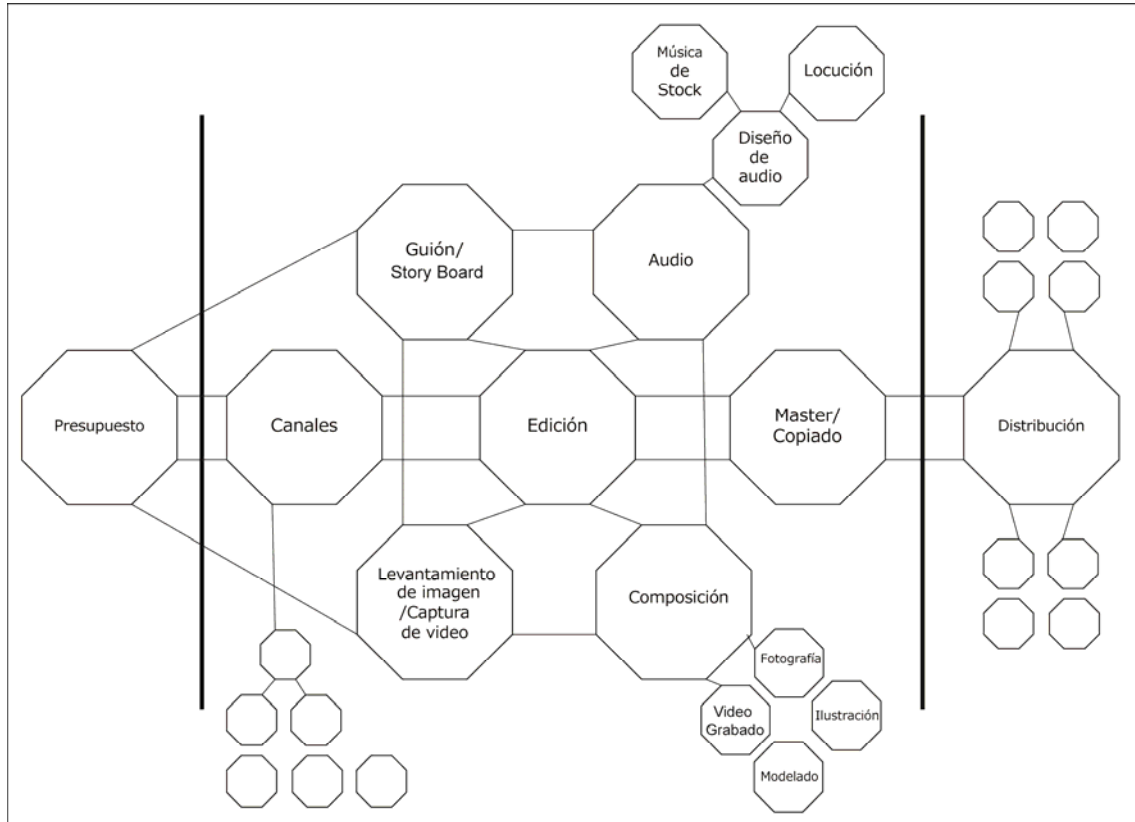 Música
de
Stock
Locución
Diseño
de
audio
Guión/
Story Board
Audio
Presupuesto
Canales
Edición
Master/
Copiado
Distribución
Levantamiento
de imagen
/Captura
de video
Composición
Fotografía
Video
Grabado
Ilustración
Modelado